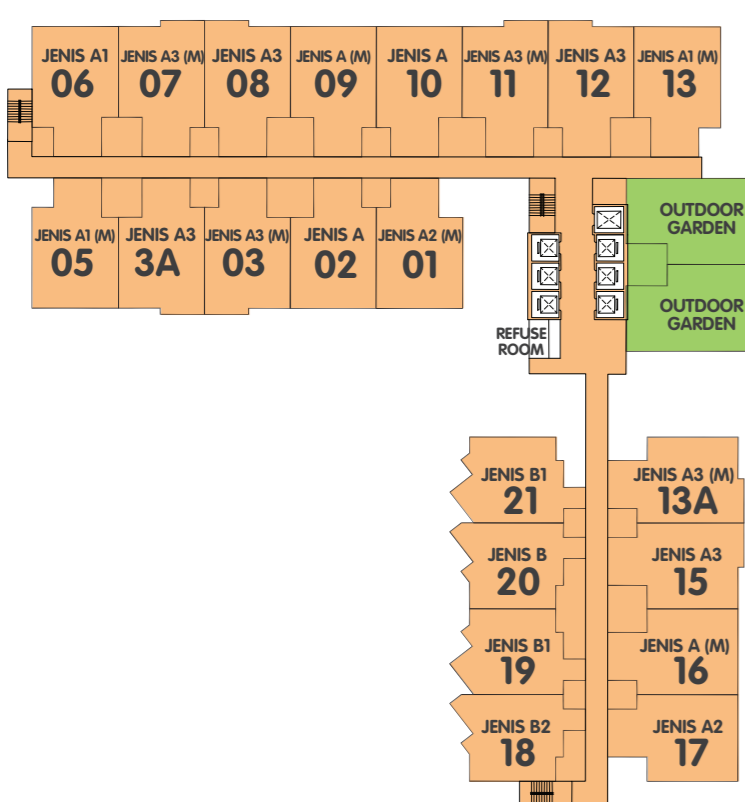 JENIS A1
06
JENIS A3 (M)
07
JENIS A3
08
JENIS A (M)
09
JENIS A
10
JENIS A3 (M)
11
JENIS A3
12
JENIS A1 (M)
13
JENIS A1 (M)
05
JENIS A3
3A
JENIS A3 (M)
03
JENIS A
02
JENIS A2 (M)
01
OUTDOOR
GARDEN
OUTDOOR
GARDEN
REFUSE
ROOM
JENIS B1
21
JENIS A3 (M)
13A
JENIS B
20
JENIS A3
15
JENIS B1
19
JENIS A (M)
16
JENIS B2
18
JENIS A2
17